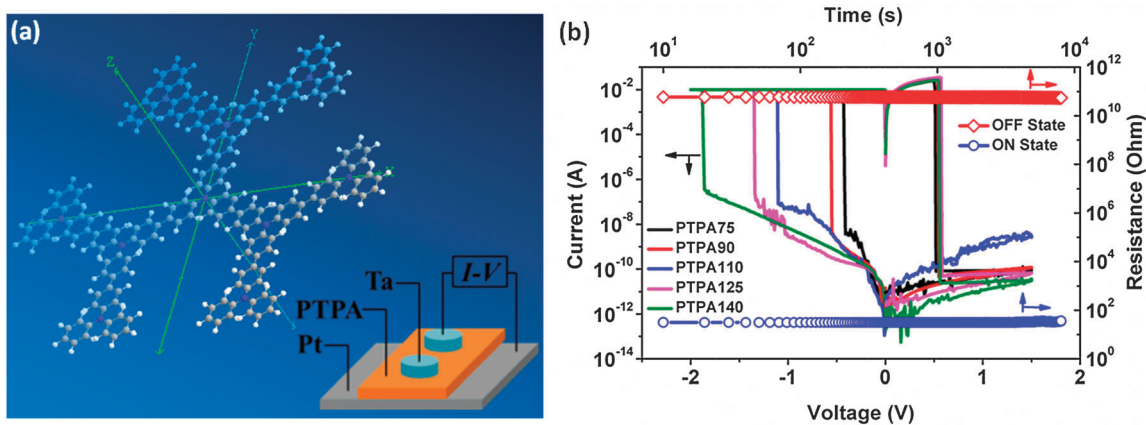 (a)
Y
Z
X
Ta
PTPA
Pt
I-V
(b)
Time (s)
10¹ 10² 10³ 10⁴
Current (A)
10⁻² 10⁻⁴ 10⁻⁶ 10⁻⁸ 10⁻¹⁰ 10⁻¹² 10⁻¹⁴
OFF State
ON State
PTPA75
PTPA90
PTPA110
PTPA125
PTPA140
10¹² 10¹⁰ 10⁸ 10⁶ 10⁴ 10² 10⁰
Resistance (Ohm)
-2 -1 0 1 2
Voltage (V)